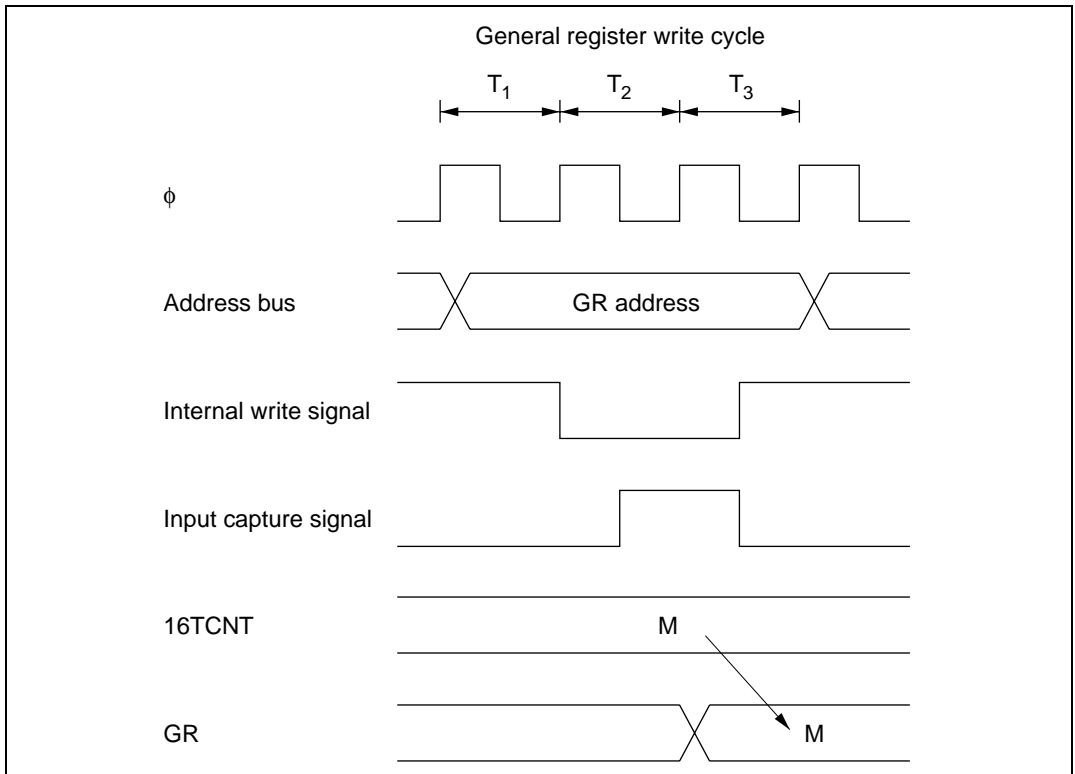 General register write cycle
T1 T2 T3
ϕ
Address bus GR address
Internal write signal
Input capture signal
16TCNT M
GR M